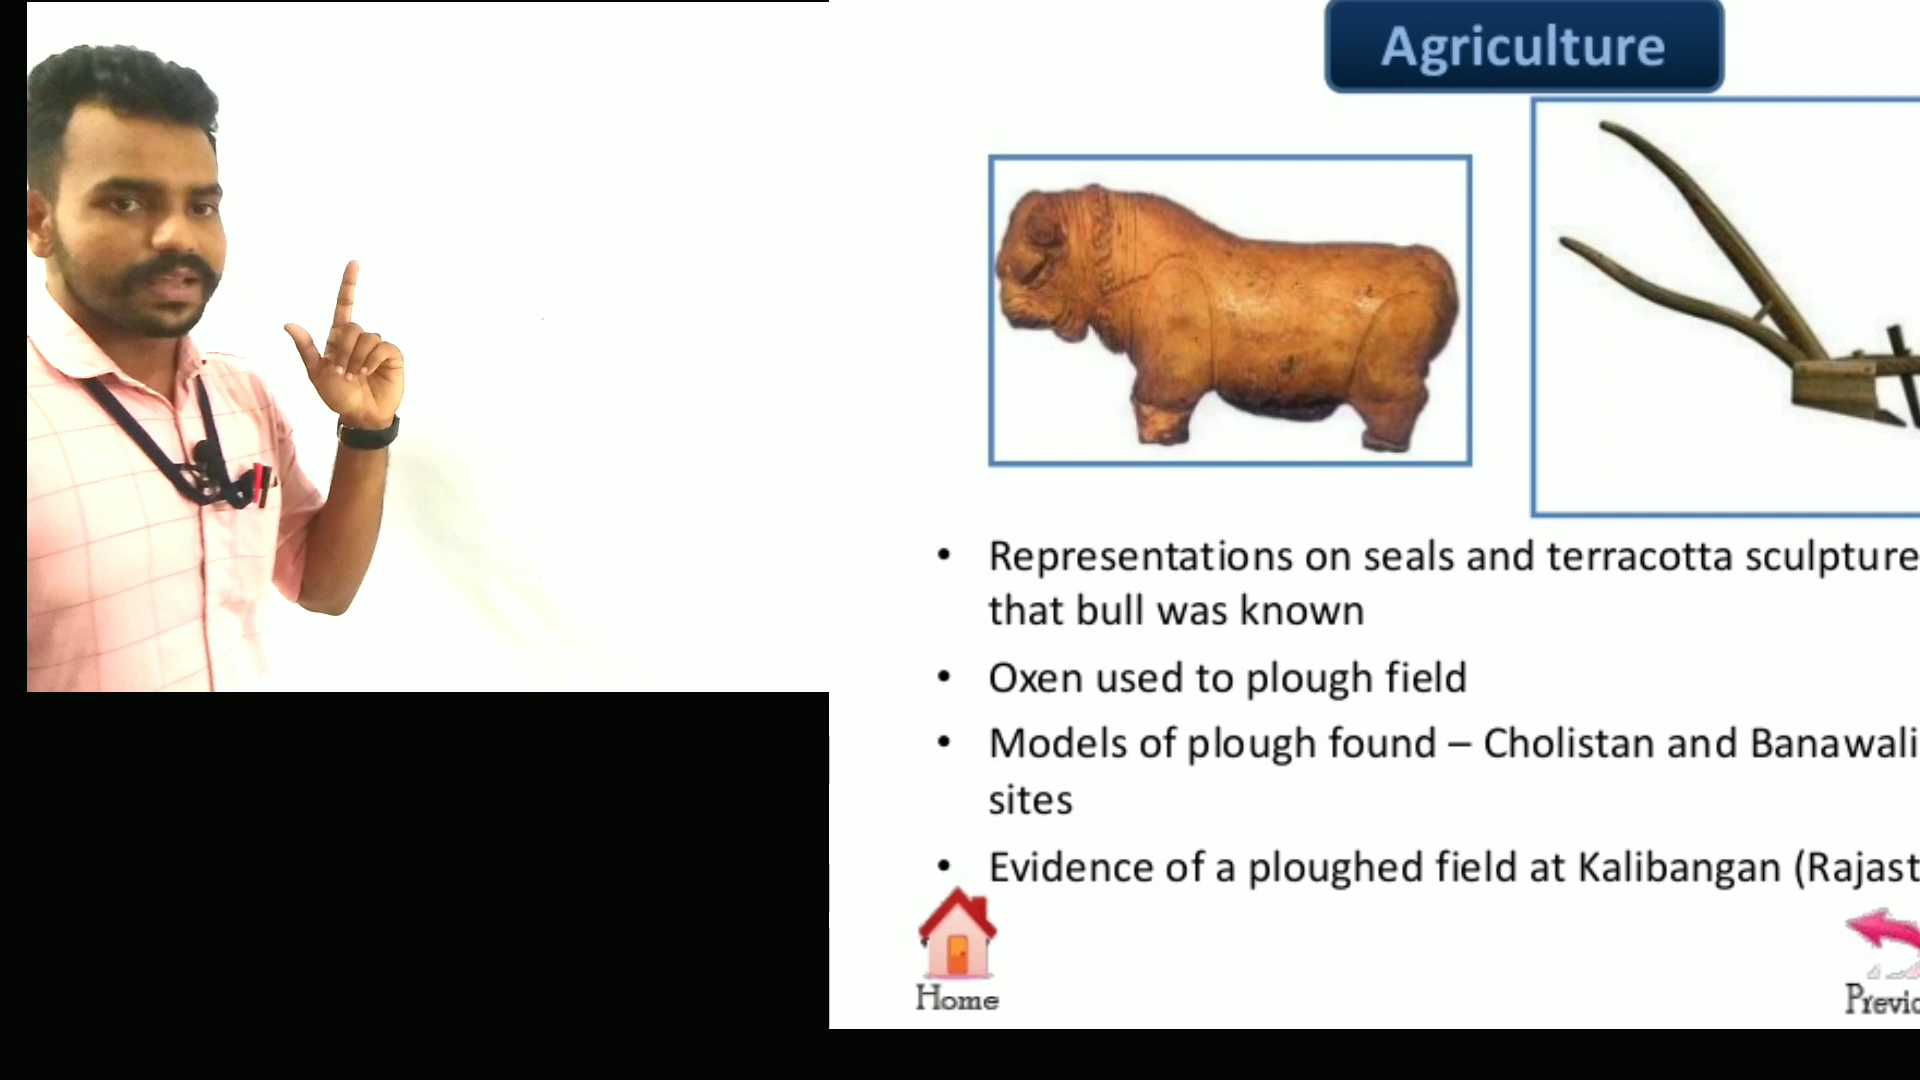 Agriculture
Representations on seals and terracotta sculpture
that bull was known
Oxen used to plough field
Models of plough found – Cholistan and Banawali
sites
Evidence of a ploughed field at Kalibangan (Rajast
Home
Previo